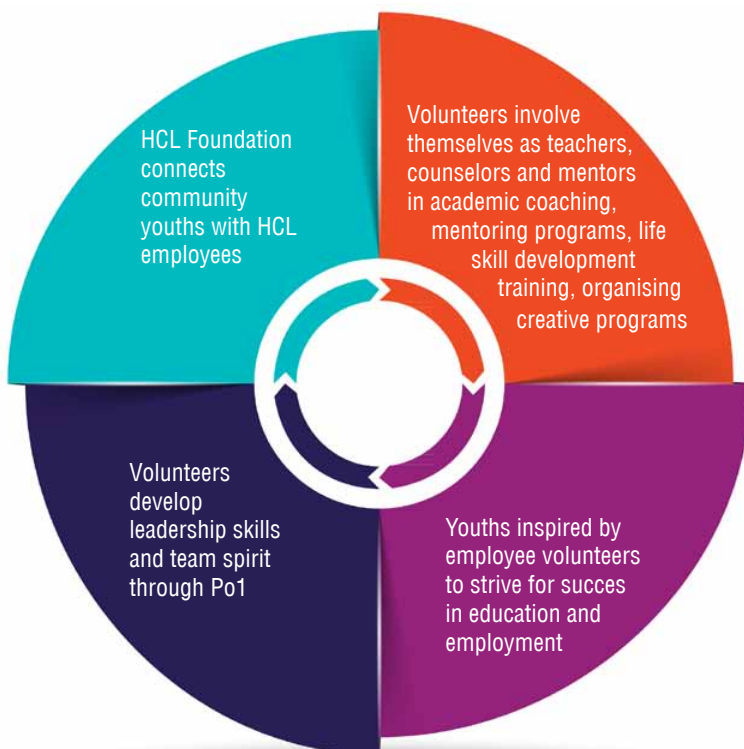 HCL Foundation
connects
community
youths with HCL
employees
Volunteers involve
themselves as teachers,
counselors and mentors
in academic coaching,
mentoring programs, life
skill development
training, organising
creative programs
Youths inspired by
employee volunteers
to strive for succes
in education and
employment
Volunteers
develop
leadership skills
and team spirit
through Po1